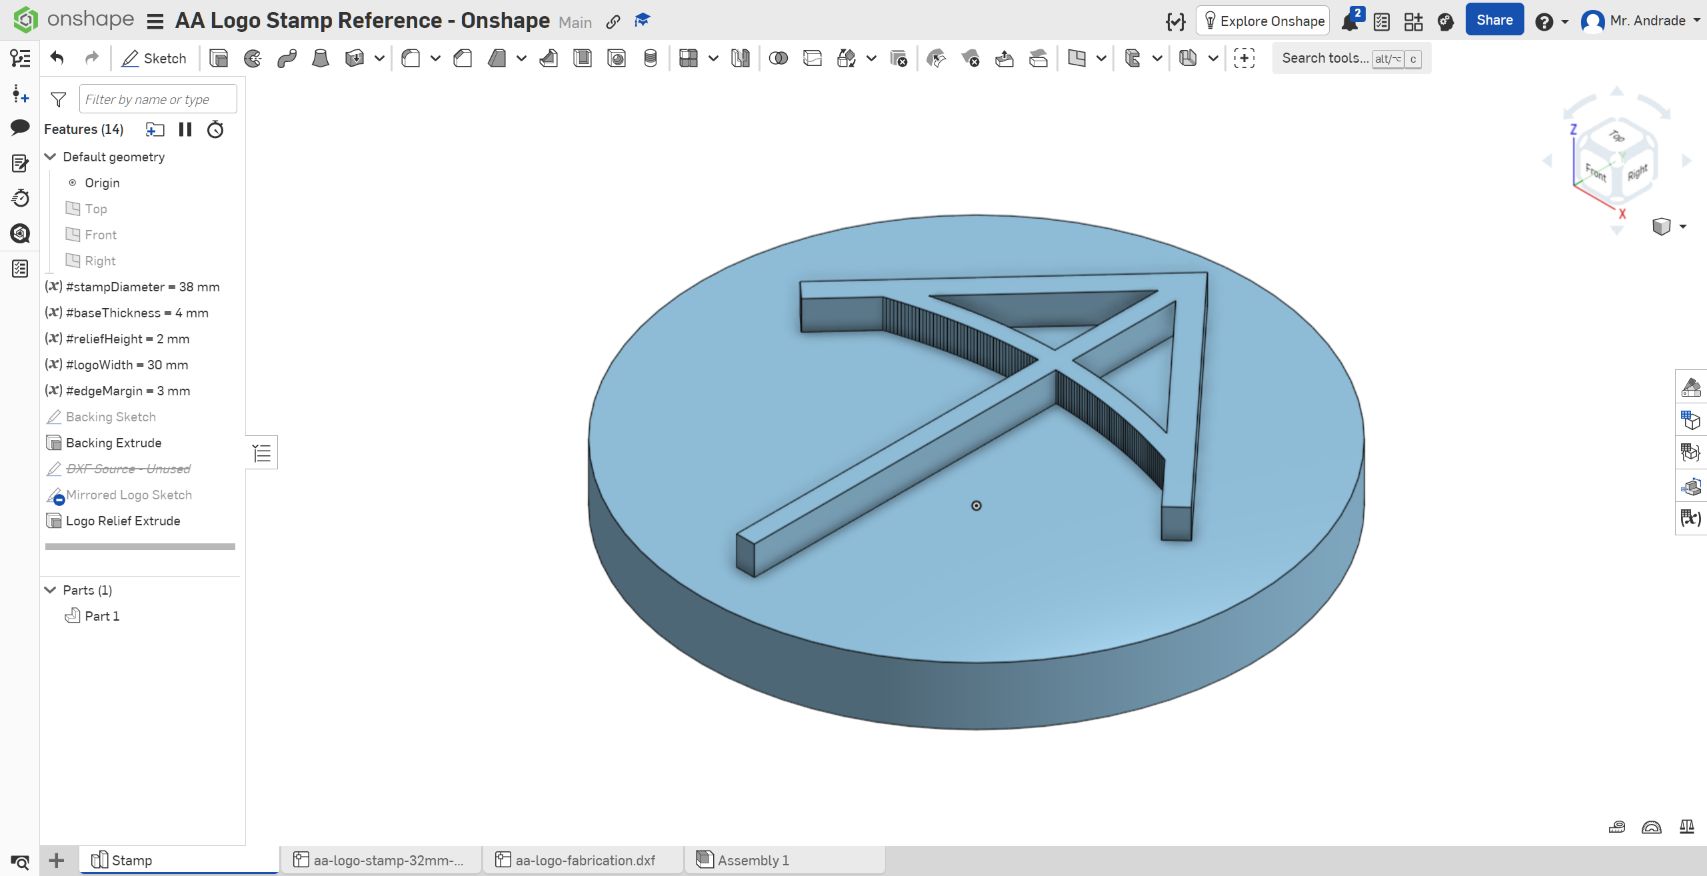 onshape
AA Logo Stamp Reference - Onshape
Main
Explore Onshape
2
Share
Mr. Andrade
Sketch
Search tools...
alt/⌥
c
Filter by name or type
Features (14)
Default geometry
Origin
Top
Front
Right
(x) #stampDiameter = 38 mm
(x) #baseThickness = 4 mm
(x) #reliefHeight = 2 mm
(x) #logoWidth = 30 mm
(x) #edgeMargin = 3 mm
Backing Sketch
Backing Extrude
DXF Source - Unused
Mirrored Logo Sketch
Logo Relief Extrude
Parts (1)
Part 1
Z
Top
Front
Right
X
(x)
Stamp
aa-logo-stamp-32mm-...
aa-logo-fabrication.dxf
Assembly 1